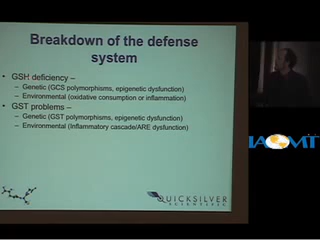 Breakdown of the defense
system
• GSH deficiency –
– Genetic (GCS polymorphisms, epigenetic dysfunction)
– Environmental (oxidative consumption or inflammation)
• GST problems –
– Genetic (GST polymorphisms, epigenetic dysfunction)
– Environmental (Inflammatory cascade/ARE dysfunction)
QUICKSILVER
SCIENTIFIC
IAOMT